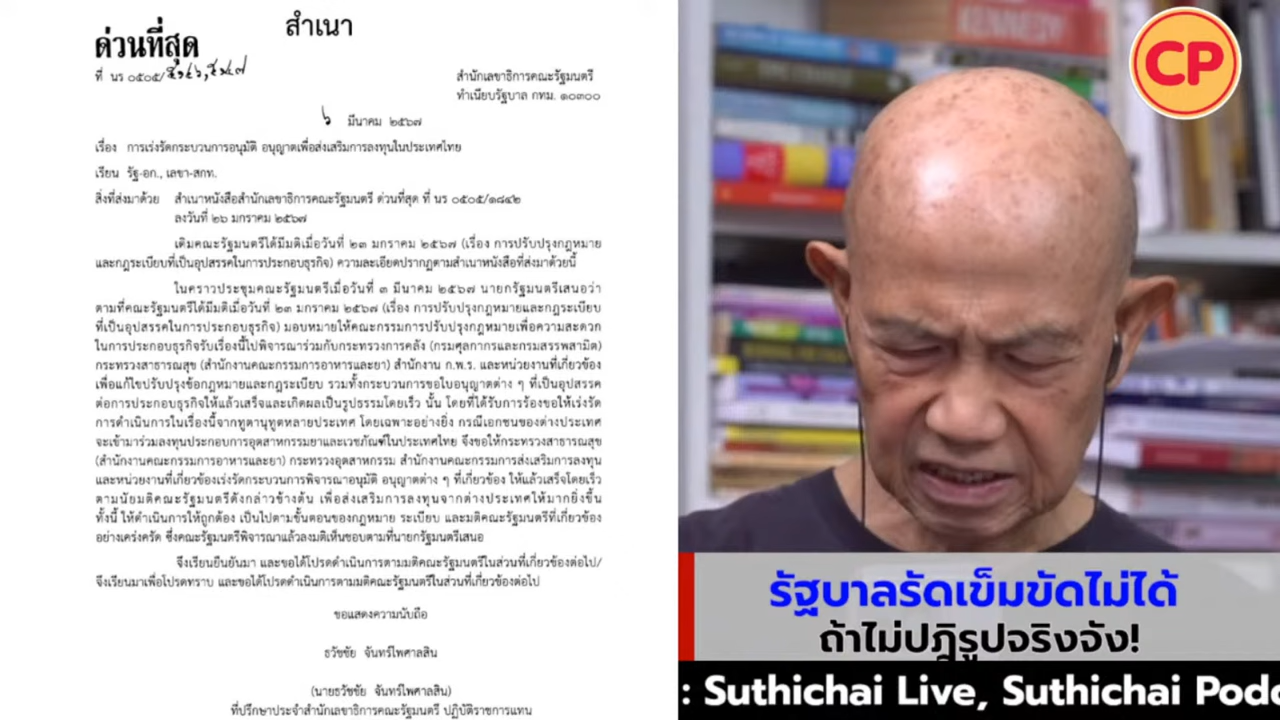 สำเนา
ด่วนที่สุด
ที่ นร ๐๕๐๕/
สำนักเลขาธิการคณะรัฐมนตรี
ทำเนียบรัฐบาล กทม. ๑๐๓๐๐
๖ มีนาคม ๒๕๖๗
เรื่อง การเร่งรัดกระบวนการอนุมัติ อนุญาตเพื่อส่งเสริมการลงทุนในประเทศไทย
เรียน รัฐ-อก., เลขา-สกท.
สิ่งที่ส่งมาด้วย สำเนาหนังสือสำนักเลขาธิการคณะรัฐมนตรี ด่วนที่สุด ที่ นร ๐๕๐๕/ว๑๘๔๒
ลงวันที่ ๒๖ มกราคม ๒๕๖๗
เดิมคณะรัฐมนตรีได้มีมติเมื่อวันที่ ๒๓ มกราคม ๒๕๖๗ (เรื่อง การปรับปรุงกฎหมาย
และกฎระเบียบที่เป็นอุปสรรคในการประกอบธุรกิจ) ความละเอียดปรากฏตามสำเนาหนังสือที่ส่งมาด้วยนี้
ในคราวประชุมคณะรัฐมนตรีเมื่อวันที่ ๓ มีนาคม ๒๕๖๗ นายกรัฐมนตรีเสนอว่า
ตามที่คณะรัฐมนตรีได้มีมติเมื่อวันที่ ๒๓ มกราคม ๒๕๖๗ (เรื่อง การปรับปรุงกฎหมายและกฎระเบียบ
ที่เป็นอุปสรรคในการประกอบธุรกิจ) มอบหมายให้คณะกรรมการปรับปรุงกฎหมายเพื่อความสะดวก
ในการประกอบธุรกิจรับเรื่องนี้ไปพิจารณาร่วมกับกระทรวงการคลัง (กรมศุลกากรและกรมสรรพสามิต)
กระทรวงสาธารณสุข (สำนักงานคณะกรรมการอาหารและยา) สำนักงาน ก.พ.ร. และหน่วยงานที่เกี่ยวข้อง
เพื่อแก้ไขปรับปรุงข้อกฎหมายและกฎระเบียบ รวมทั้งกระบวนการขอใบอนุญาตต่าง ๆ ที่เป็นอุปสรรค
ต่อการประกอบธุรกิจให้แล้วเสร็จและเกิดผลเป็นรูปธรรมโดยเร็ว นั้น โดยที่ได้รับการร้องขอให้เร่งรัด
การดำเนินการในเรื่องนี้จากทูตานุทูตหลายประเทศ โดยเฉพาะอย่างยิ่ง กรณีเอกชนของต่างประเทศ
จะเข้ามาร่วมลงทุนประกอบการอุตสาหกรรมยาและเวชภัณฑ์ในประเทศไทย จึงขอให้กระทรวงสาธารณสุข
(สำนักงานคณะกรรมการอาหารและยา) กระทรวงอุตสาหกรรม สำนักงานคณะกรรมการส่งเสริมการลงทุน
และหน่วยงานที่เกี่ยวข้องเร่งรัดกระบวนการพิจารณาอนุมัติ อนุญาตต่าง ๆ ที่เกี่ยวข้อง ให้แล้วเสร็จโดยเร็ว
ตามนัยมติคณะรัฐมนตรีดังกล่าวข้างต้น เพื่อส่งเสริมการลงทุนจากต่างประเทศให้มากยิ่งขึ้น
ทั้งนี้ ให้ดำเนินการให้ถูกต้อง เป็นไปตามขั้นตอนของกฎหมาย ระเบียบ และมติคณะรัฐมนตรีที่เกี่ยวข้อง
อย่างเคร่งครัด ซึ่งคณะรัฐมนตรีพิจารณาแล้วลงมติเห็นชอบตามที่นายกรัฐมนตรีเสนอ
จึงเรียนยืนยันมา และขอได้โปรดดำเนินการตามมติคณะรัฐมนตรีในส่วนที่เกี่ยวข้องต่อไป/
จึงเรียนมาเพื่อโปรดทราบ และขอได้โปรดดำเนินการตามมติคณะรัฐมนตรีในส่วนที่เกี่ยวข้องต่อไป
ขอแสดงความนับถือ
ธวัชชัย จันทร์ไพศาลสิน
(นายธวัชชัย จันทร์ไพศาลสิน)
ที่ปรึกษาประจำสำนักเลขาธิการคณะรัฐมนตรี ปฏิบัติราชการแทน
KENNEDY
CP
รัฐบาลรัดเข็มขัดไม่ได้
ถ้าไม่ปฏิรูปจริงจัง!
: Suthichai Live, Suthichai Podc